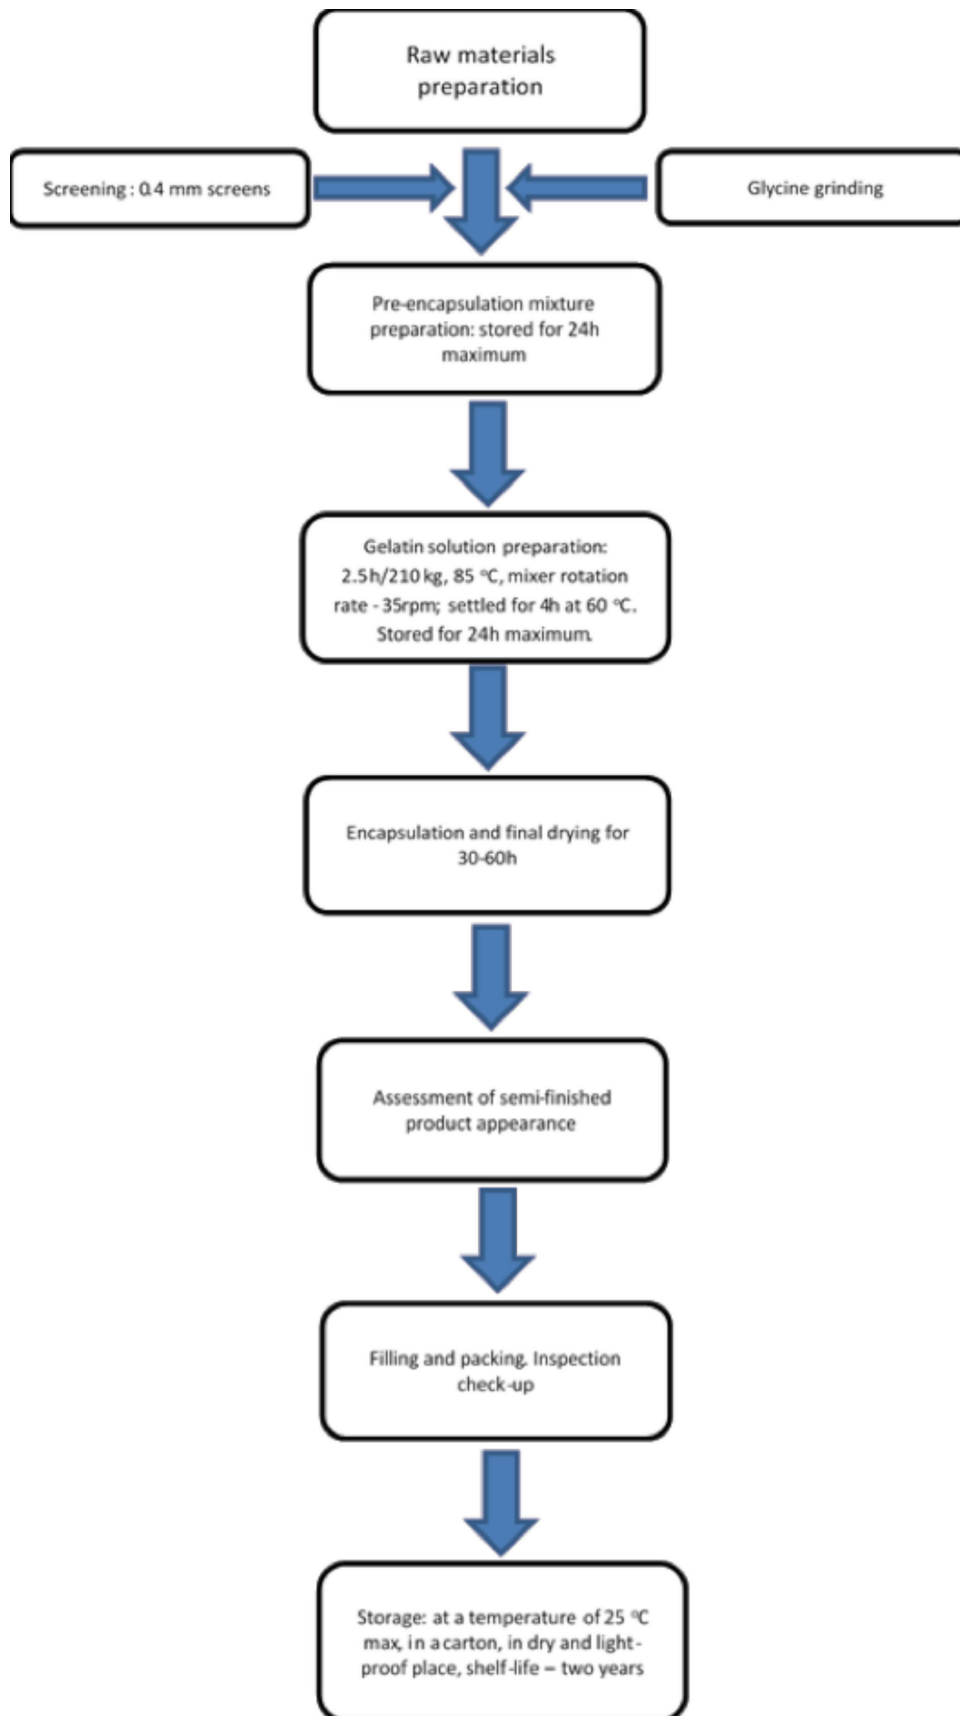 Raw materials
preparation
Screening : 0.4 mm screens
Glycine grinding
Pre-encapsulation mixture
preparation: stored for 24h
maximum
Gelatin solution preparation:
2.5h/210 kg, 85 °C, mixer rotation
rate - 35rpm; settled for 4h at 60 °C.
Stored for 24h maximum.
Encapsulation and final drying for
30-60h
Assessment of semi-finished
product appearance
Filling and packing. Inspection
check-up
Storage: at a temperature of 25 °C
max, in a carton, in dry and light-
proof place, shelf-life – two years